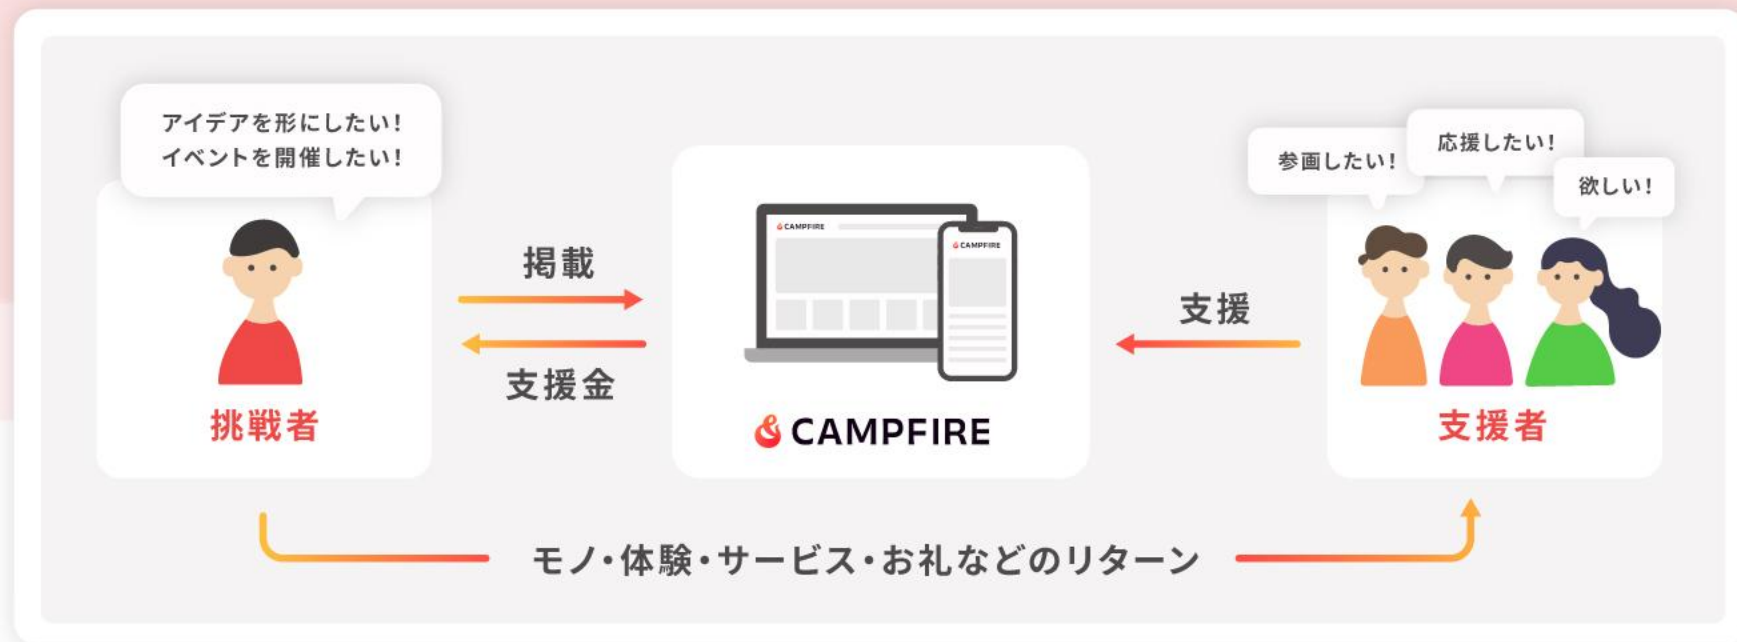 アイデアを形にしたい!
イベントを開催したい!
参画したい!
応援したい!
欲しい!
掲載
支援金
挑戦者
CAMPFIRE
CAMPFIRE
CAMPFIRE
支援
支援者
モノ・体験・サービス・お礼などのリターン